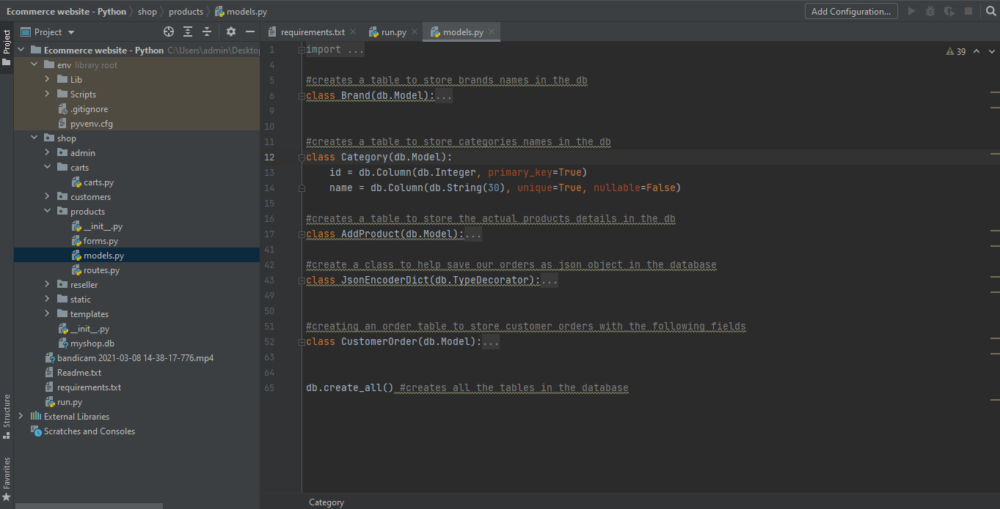 Ecommerce website - Python shop products models.py Add Configuration...
Project
requirements.txt run.py models.py
Project
Ecommerce website - Python C:\Users\admin\Deskto
env library root
Lib
Scripts
.gitignore
pyvenv.cfg
shop
admin
carts
carts.py
customers
products
__init__.py
forms.py
models.py
routes.py
reseller
static
templates
__init__.py
myshop.db
bandicam 2021-03-08 14-38-17-776.mp4
Readme.txt
requirements.txt
run.py
External Libraries
Scratches and Consoles
Structure
Favorites
39
1 import ...
4
5 #creates a table to store brands names in the db
6 class Brand(db.Model):...
9
10
11 #creates a table to store categories names in the db
12 class Category(db.Model):
13 id = db.Column(db.Integer, primary_key=True)
14 name = db.Column(db.String(30), unique=True, nullable=False)
15
16 #creates a table to store the actual products details in the db
17 class AddProduct(db.Model):...
41
42 #create a class to help save our orders as json object in the database
43 class JsonEncoderDict(db.TypeDecorator):...
49
50
51 #creating an order table to store customer orders with the following fields
52 class CustomerOrder(db.Model):...
63
64
65 db.create_all() #creates all the tables in the database
Category